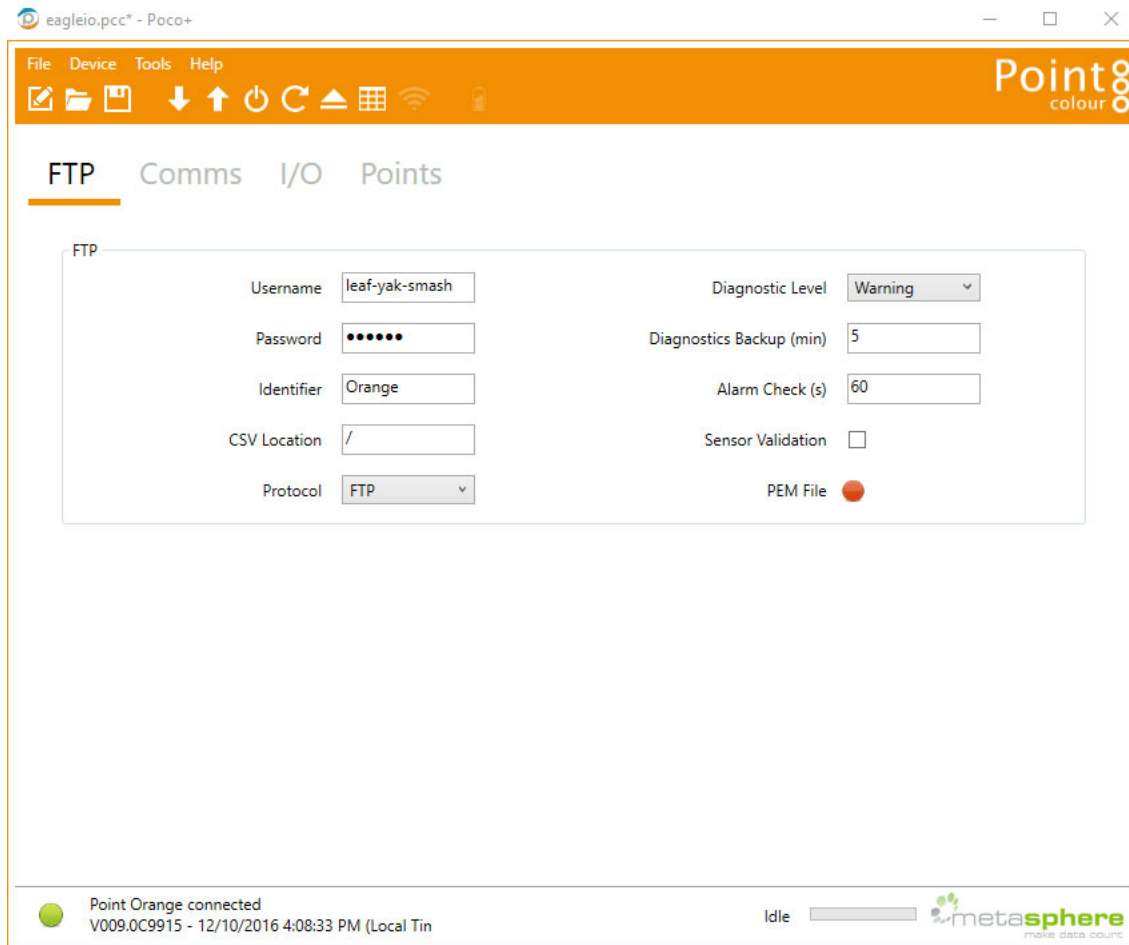 eagleio.pcc* - Poco+
File Device Tools Help
Point
colour
FTP Comms I/O Points
FTP
Username leaf-yak-smash Diagnostic Level Warning
Password •••••• Diagnostics Backup (min) 5
Identifier Orange Alarm Check (s) 60
CSV Location / Sensor Validation
Protocol FTP PEM File
Point Orange connected
V009.0C9915 - 12/10/2016 4:08:33 PM (Local Tin
Idle
metasphere
make data count